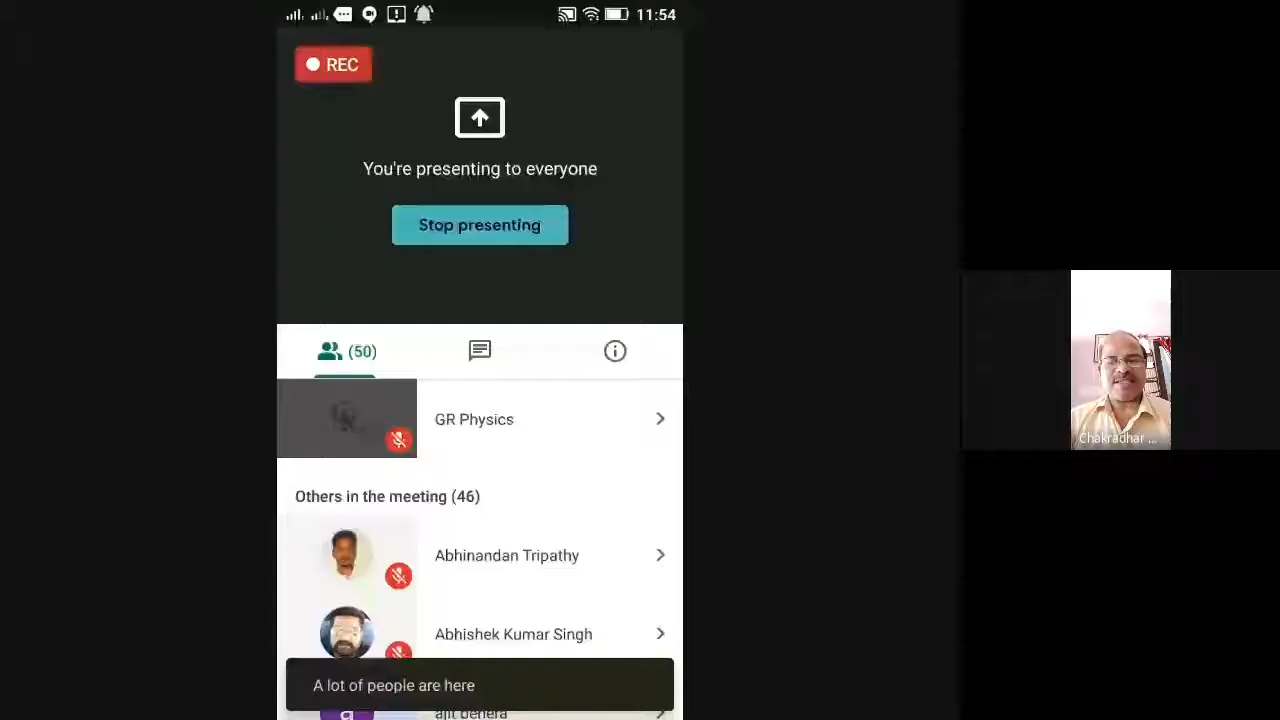 11:54
REC
You're presenting to everyone
Stop presenting
(50)
GR Physics
Others in the meeting (46)
Abhinandan Tripathy
Abhishek Kumar Singh
A lot of people are here
ajit behera
Chakradhar ...